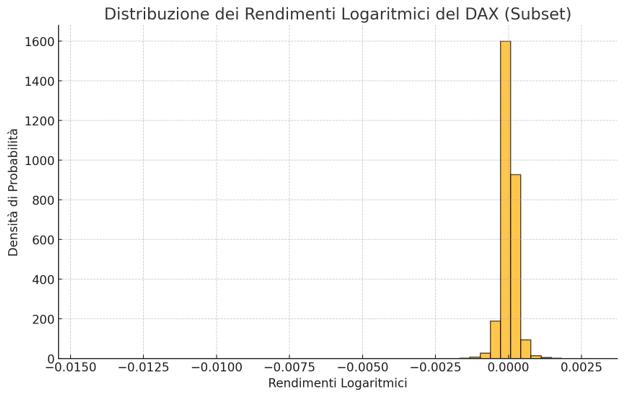 Distribuzione dei Rendimenti Logaritmici del DAX (Subset)
Densità di Probabilità
1600
1400
1200
1000
800
600
400
200
0
−0.0150 −0.0125 −0.0100 −0.0075 −0.0050 −0.0025 0.0000 0.0025
Rendimenti Logaritmici